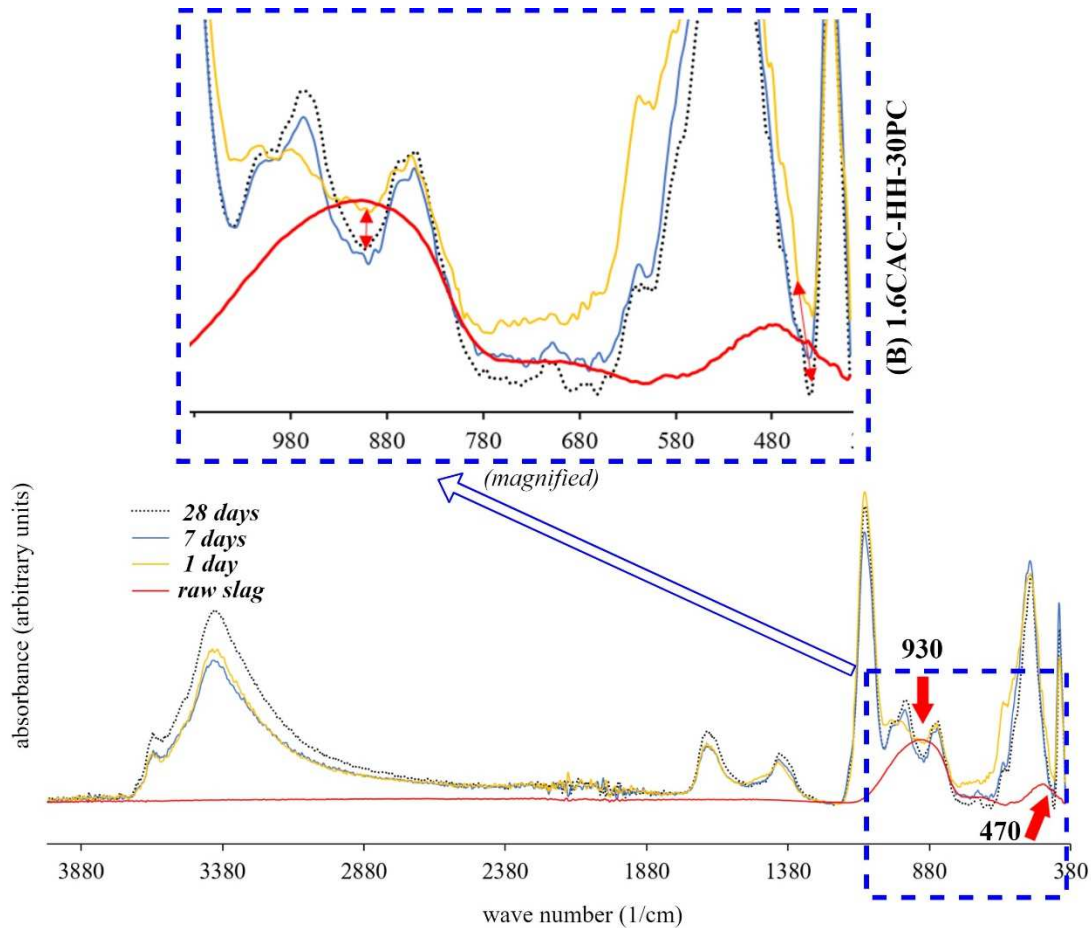 980 880 780 680 580 480
(magnified)
(B) 1.6CAC-HH-30PC
28 days
7 days
1 day
raw slag
930
470
absorbance (arbitrary units)
3880 3380 2880 2380 1880 1380 880 380
wave number (1/cm)